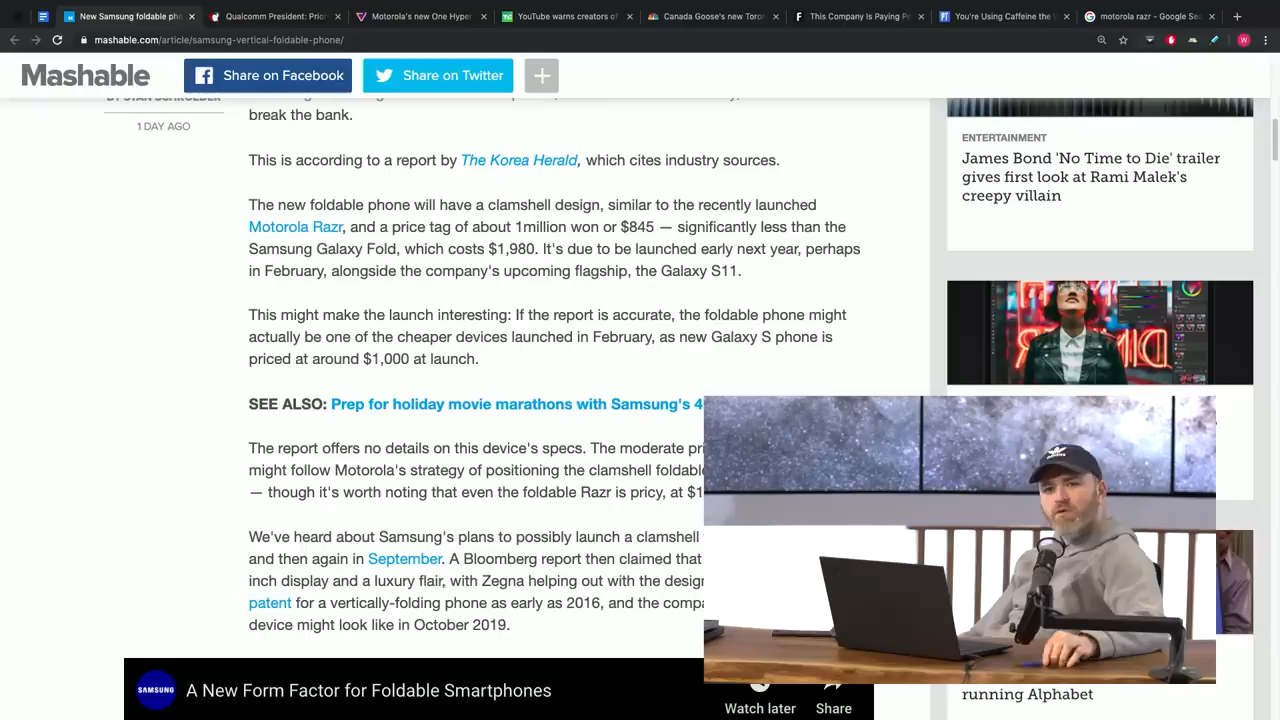 New Samsung foldable pho
Qualcomm President: Prior
Motorola's new One Hyper
YouTube warns creators of
Canada Goose's new Toron
This Company Is Paying P
You're Using Caffeine the
motorola razr - Google Sea
mashable.com/article/samsung-vertical-foldable-phone/
Mashable
Share on Facebook
Share on Twitter
1 DAY AGO
break the bank.
This is according to a report by The Korea Herald, which cites industry sources.
The new foldable phone will have a clamshell design, similar to the recently launched
Motorola Razr, and a price tag of about 1million won or $845 — significantly less than the
Samsung Galaxy Fold, which costs $1,980. It's due to be launched early next year, perhaps
in February, alongside the company's upcoming flagship, the Galaxy S11.
This might make the launch interesting: If the report is accurate, the foldable phone might
actually be one of the cheaper devices launched in February, as new Galaxy S phone is
priced at around $1,000 at launch.
SEE ALSO: Prep for holiday movie marathons with Samsung's 4
The report offers no details on this device's specs. The moderate pri
might follow Motorola's strategy of positioning the clamshell foldable
— though it's worth noting that even the foldable Razr is pricy, at $1
We've heard about Samsung's plans to possibly launch a clamshell
and then again in September. A Bloomberg report then claimed that
inch display and a luxury flair, with Zegna helping out with the design
patent for a vertically-folding phone as early as 2016, and the compa
device might look like in October 2019.
SAMSUNG
A New Form Factor for Foldable Smartphones
Watch later
Share
ENTERTAINMENT
James Bond 'No Time to Die' trailer
gives first look at Rami Malek's
creepy villain
running Alphabet